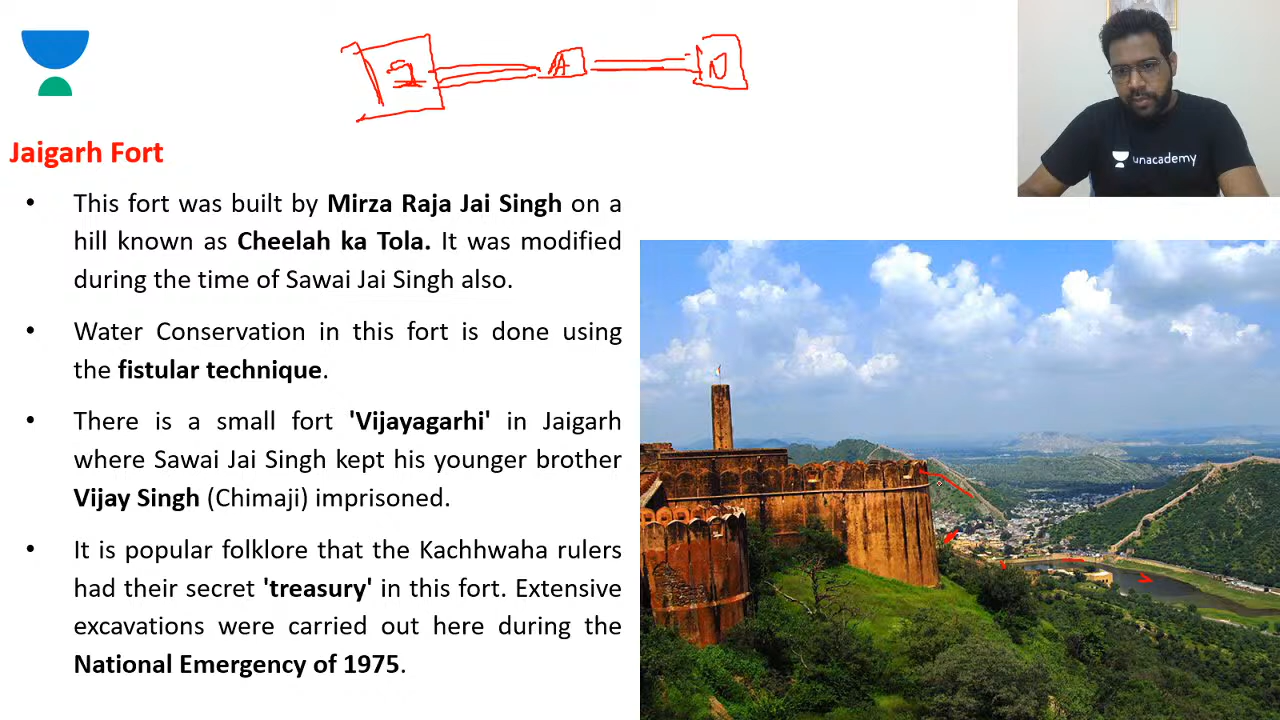 A
N
unacademy
Jaigarh Fort
• This fort was built by Mirza Raja Jai Singh on a
hill known as Cheelah ka Tola. It was modified
during the time of Sawai Jai Singh also.
• Water Conservation in this fort is done using
the fistular technique.
• There is a small fort 'Vijayagarhi' in Jaigarh
where Sawai Jai Singh kept his younger brother
Vijay Singh (Chimaji) imprisoned.
• It is popular folklore that the Kachhwaha rulers
had their secret 'treasury' in this fort. Extensive
excavations were carried out here during the
National Emergency of 1975.